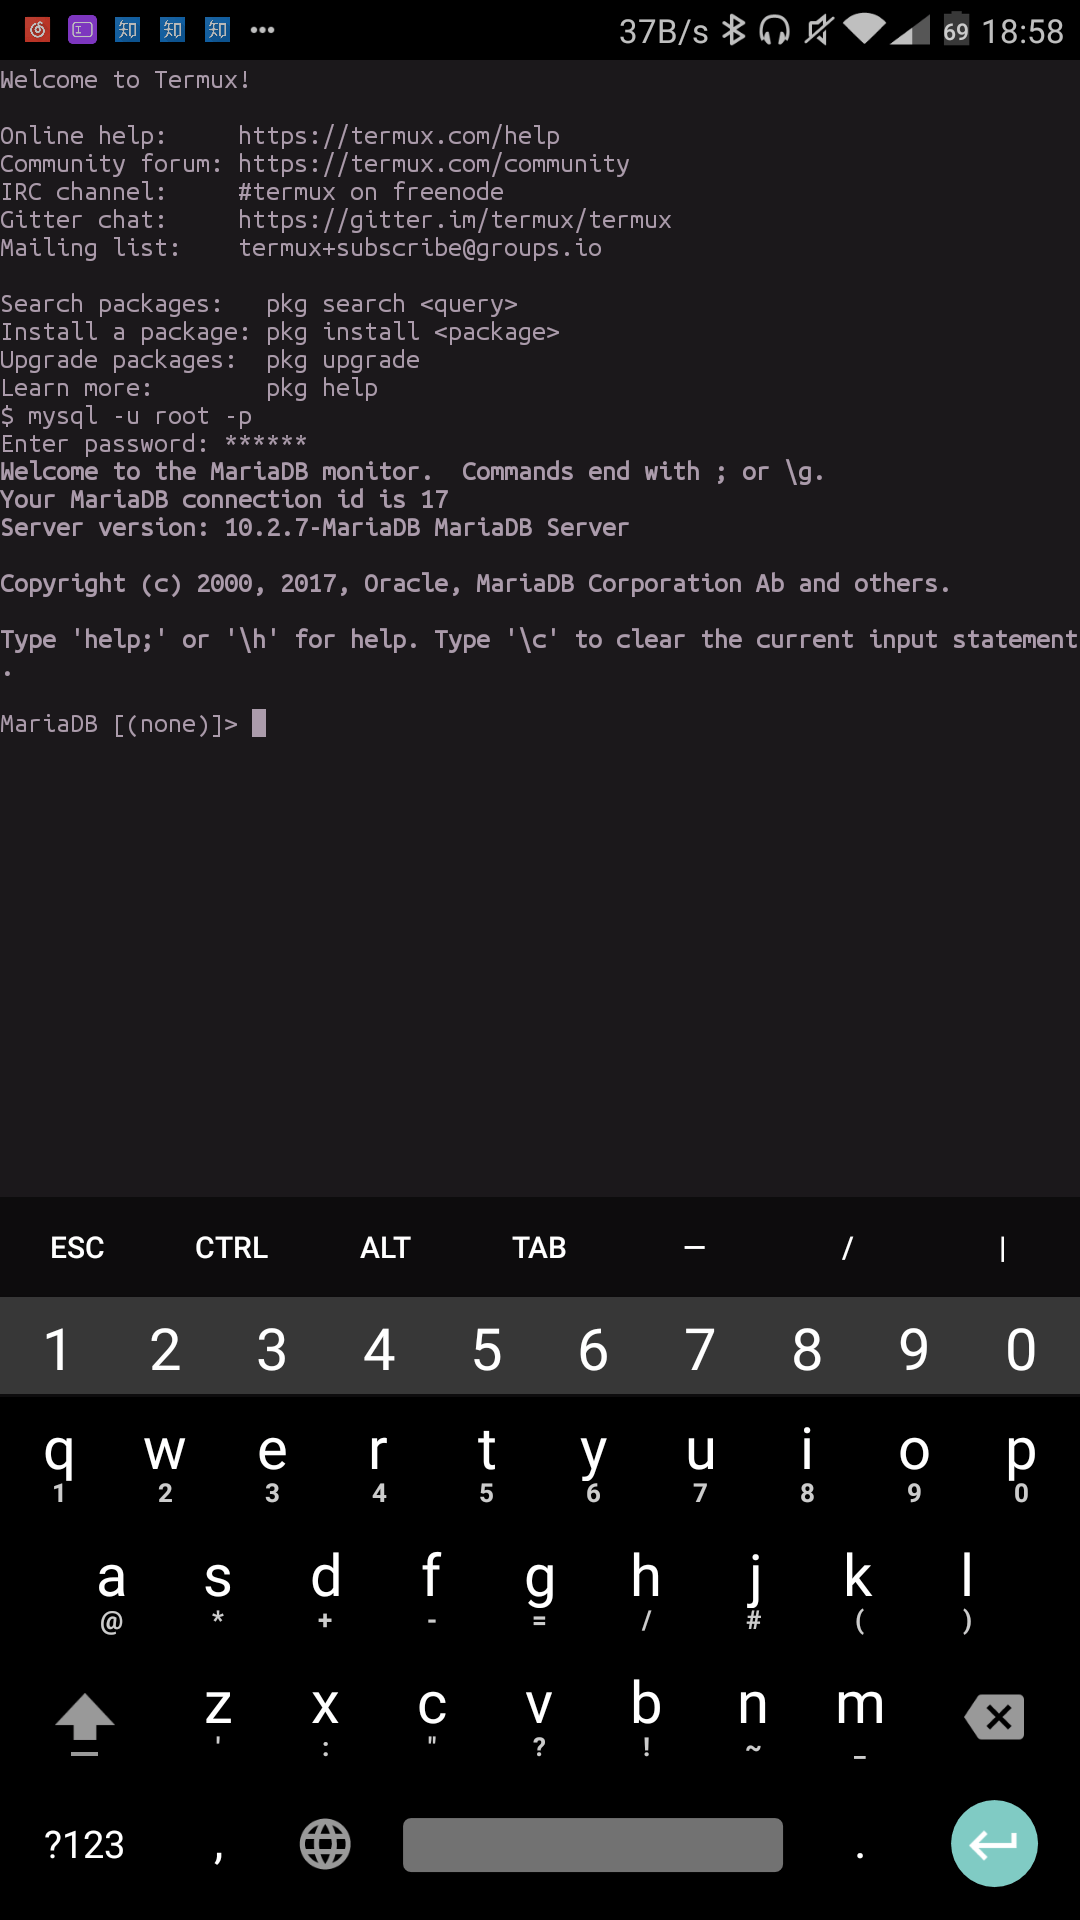 知 知 知 ••• 37B/s 69 18:58
Welcome to Termux!
Online help: https://termux.com/help
Community forum: https://termux.com/community
IRC channel: #termux on freenode
Gitter chat: https://gitter.im/termux/termux
Mailing list: termux+subscribe@groups.io
Search packages: pkg search <query>
Install a package: pkg install <package>
Upgrade packages: pkg upgrade
Learn more: pkg help
$ mysql -u root -p
Enter password: ******
Welcome to the MariaDB monitor. Commands end with ; or \g.
Your MariaDB connection id is 17
Server version: 10.2.7-MariaDB MariaDB Server
Copyright (c) 2000, 2017, Oracle, MariaDB Corporation Ab and others.
Type 'help;' or '\h' for help. Type '\c' to clear the current input statement
.
MariaDB [(none)]>
ESC CTRL ALT TAB — / |
1 2 3 4 5 6 7 8 9 0
q w e r t y u i o p
1 2 3 4 5 6 7 8 9 0
a s d f g h j k l
@ * + - = / # ( )
z x c v b n m
' : " ? ! ~ _
?123 , .